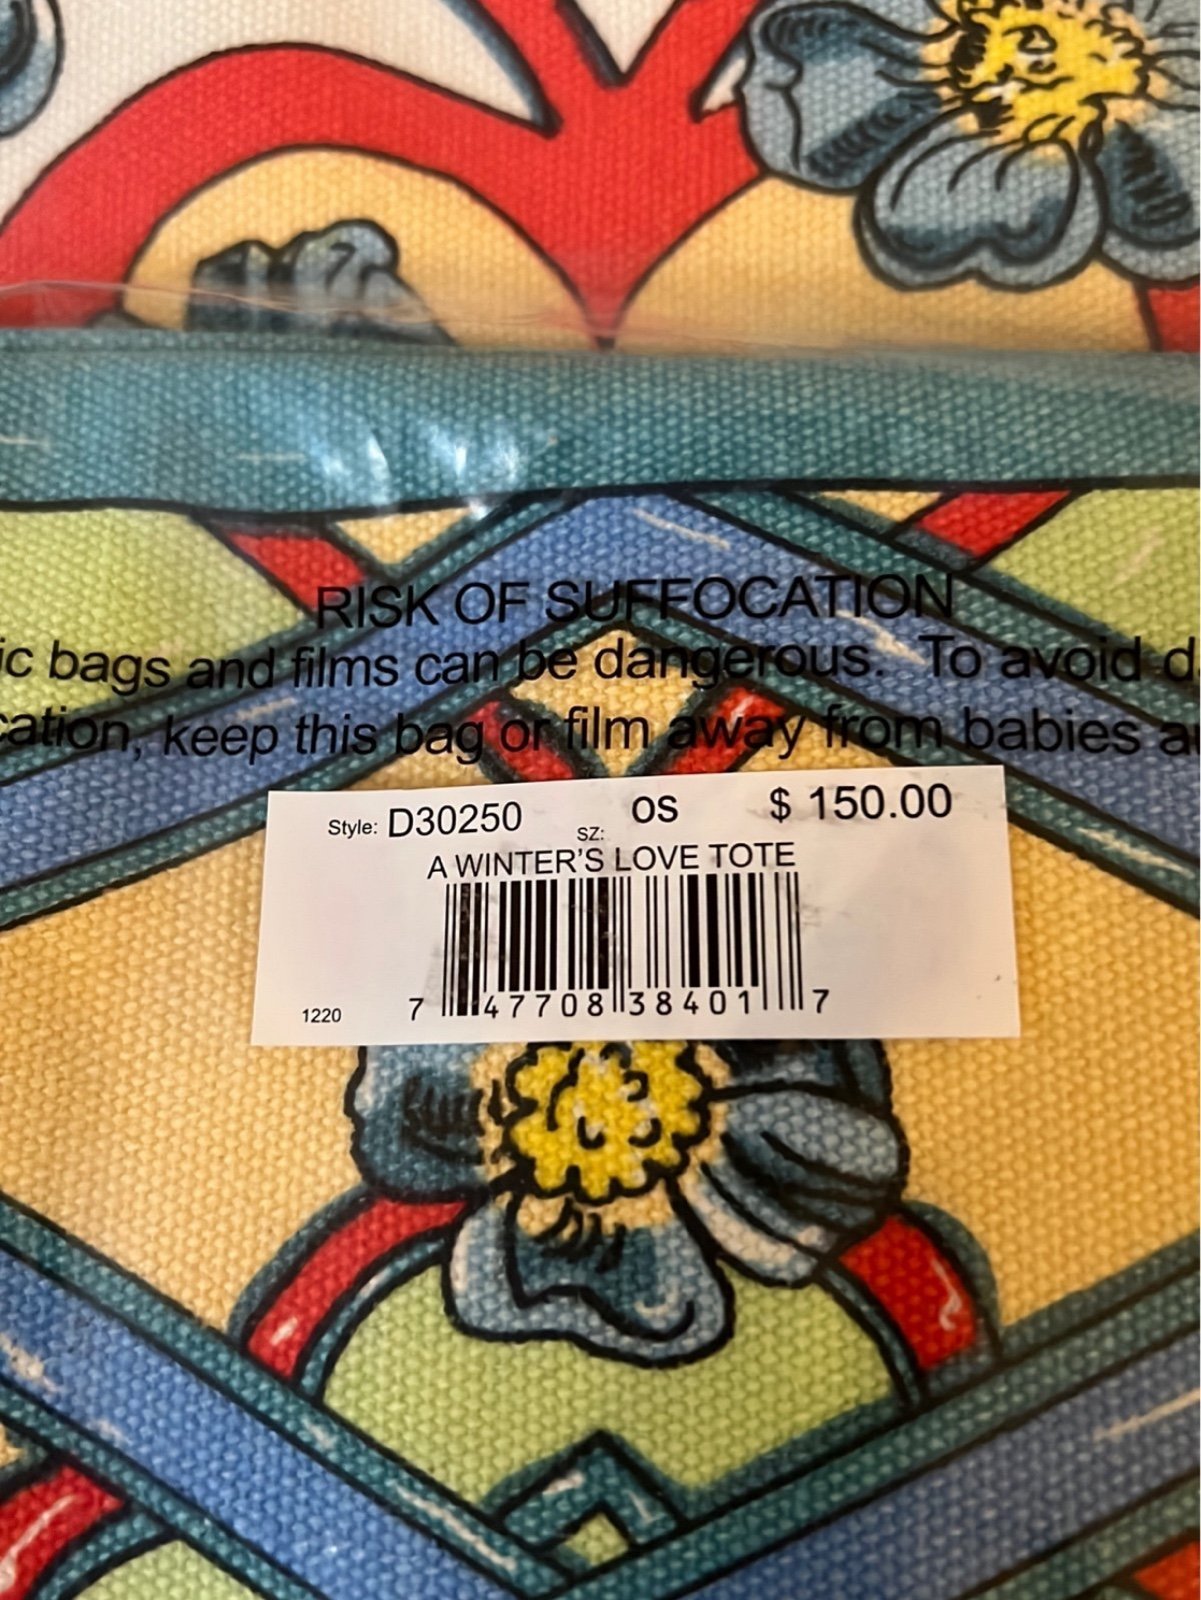 RISK OF SUFFOCATION
ic bags and films can be dangerous. To avoid d
cation, keep this bag or film away from babies a
Style: D30250 SZ: OS $ 150.00
A WINTER'S LOVE TOTE
1220 7 47708 38401 7